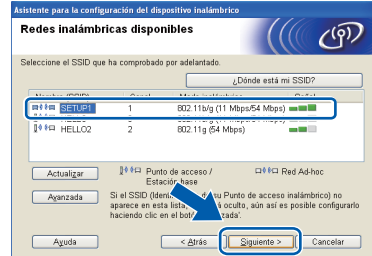 Asistente para la configuración del dispositivo inalámbrico
Redes inalámbricas disponibles
Seleccione el SSID que ha comprobado por adelantado.
¿Dónde está mi SSID?
Nombre (SSID) Canal Modo inalámbrico Señal
SETUP1 1 802.11b/g (11 Mbps/54 Mbps)
HELLO2 2 802.11g (54 Mbps)
Actualizar
Punto de acceso / Estación base
Red Ad-hoc
Avanzada
Si el SSID su Punto de acceso inalámbrico) no
aparece en esta lista, oculto, aún así es posible configurarlo
haciendo clic en el
Ayuda
< Atrás
Siguiente >
Cancelar